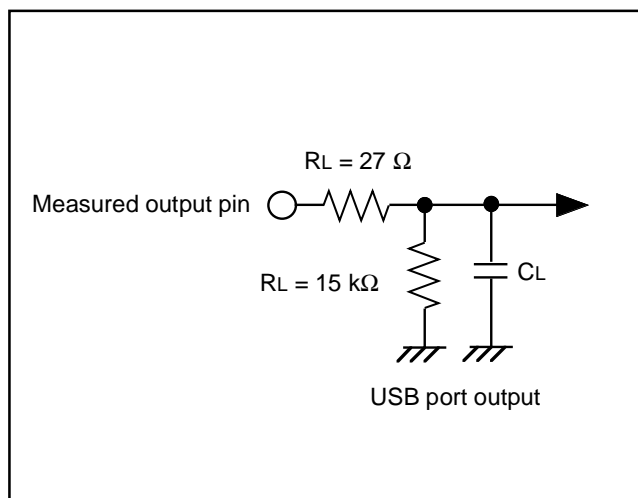 RL = 27 Ω
Measured output pin
RL = 15 kΩ
CL
USB port output